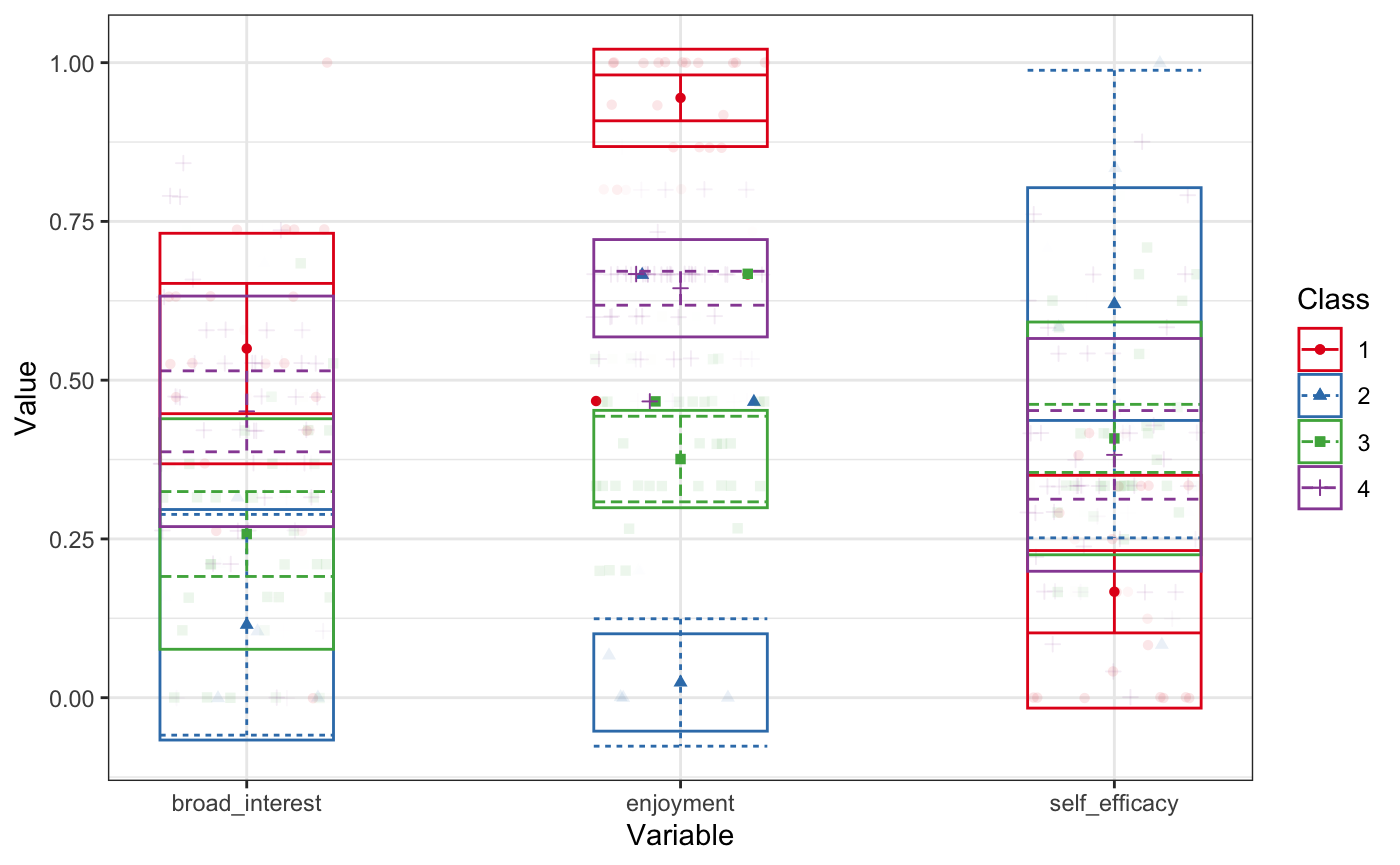 1.00
0.75
0.50
0.25
0.00
Value
broad_interest
enjoyment
self_efficacy
Variable
Class
1
2
3
4